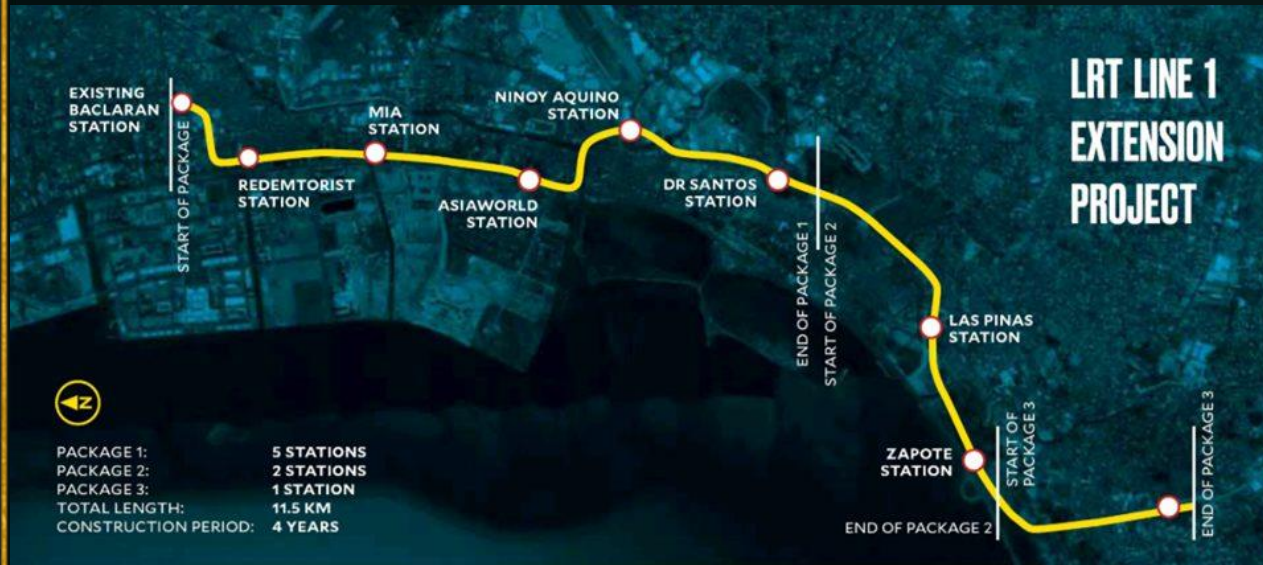 LRT LINE 1
EXTENSION
PROJECT
EXISTING
BACLARAN
STATION
START OF PACKAGE
REDEMTORIST
STATION
MIA
STATION
ASIAWORLD
STATION
NINOY AQUINO
STATION
DR SANTOS
STATION
END OF PACKAGE 1
START OF PACKAGE 2
LAS PINAS
STATION
ZAPOTE
STATION
END OF PACKAGE 2
START OF
PACKAGE 3
END OF PACKAGE 3
Z
PACKAGE 1: 5 STATIONS
PACKAGE 2: 2 STATIONS
PACKAGE 3: 1 STATION
TOTAL LENGTH: 11.5 KM
CONSTRUCTION PERIOD: 4 YEARS